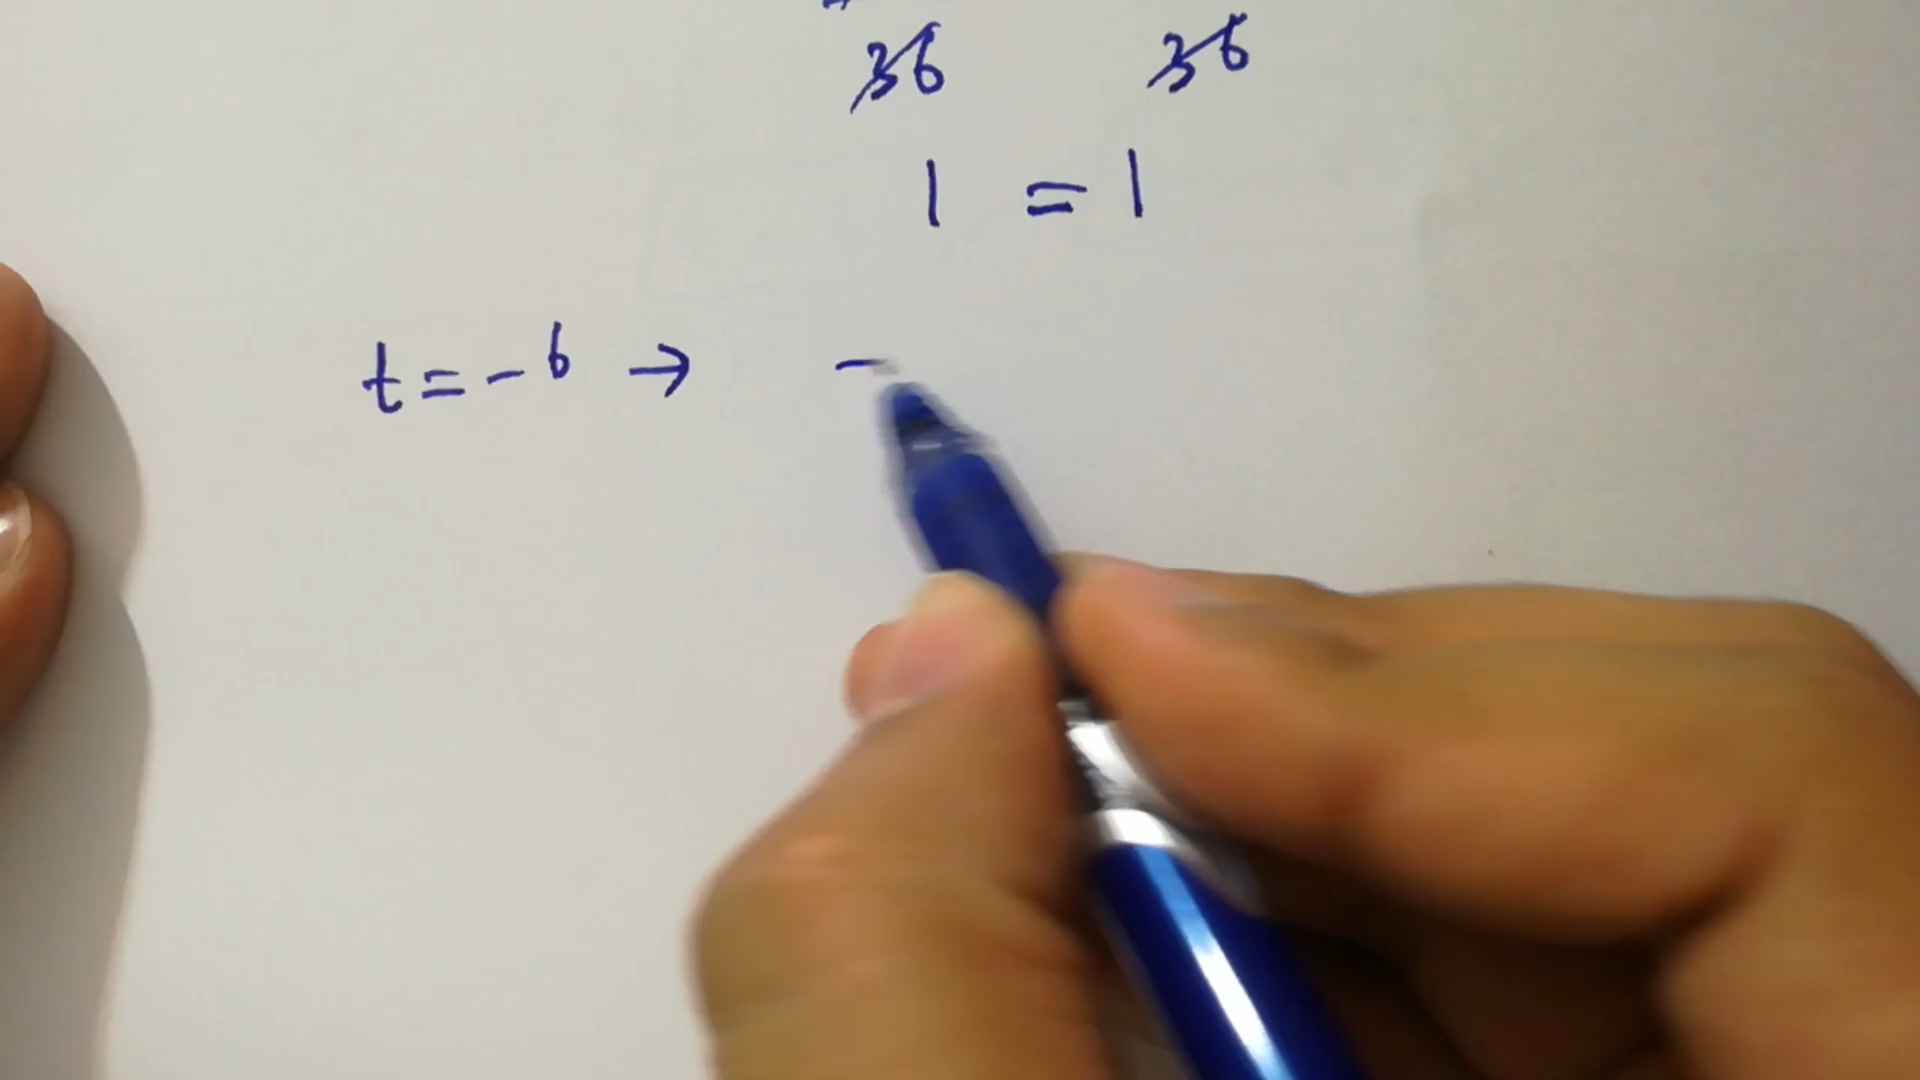 36 36
1 = 1
t = - 6 → -